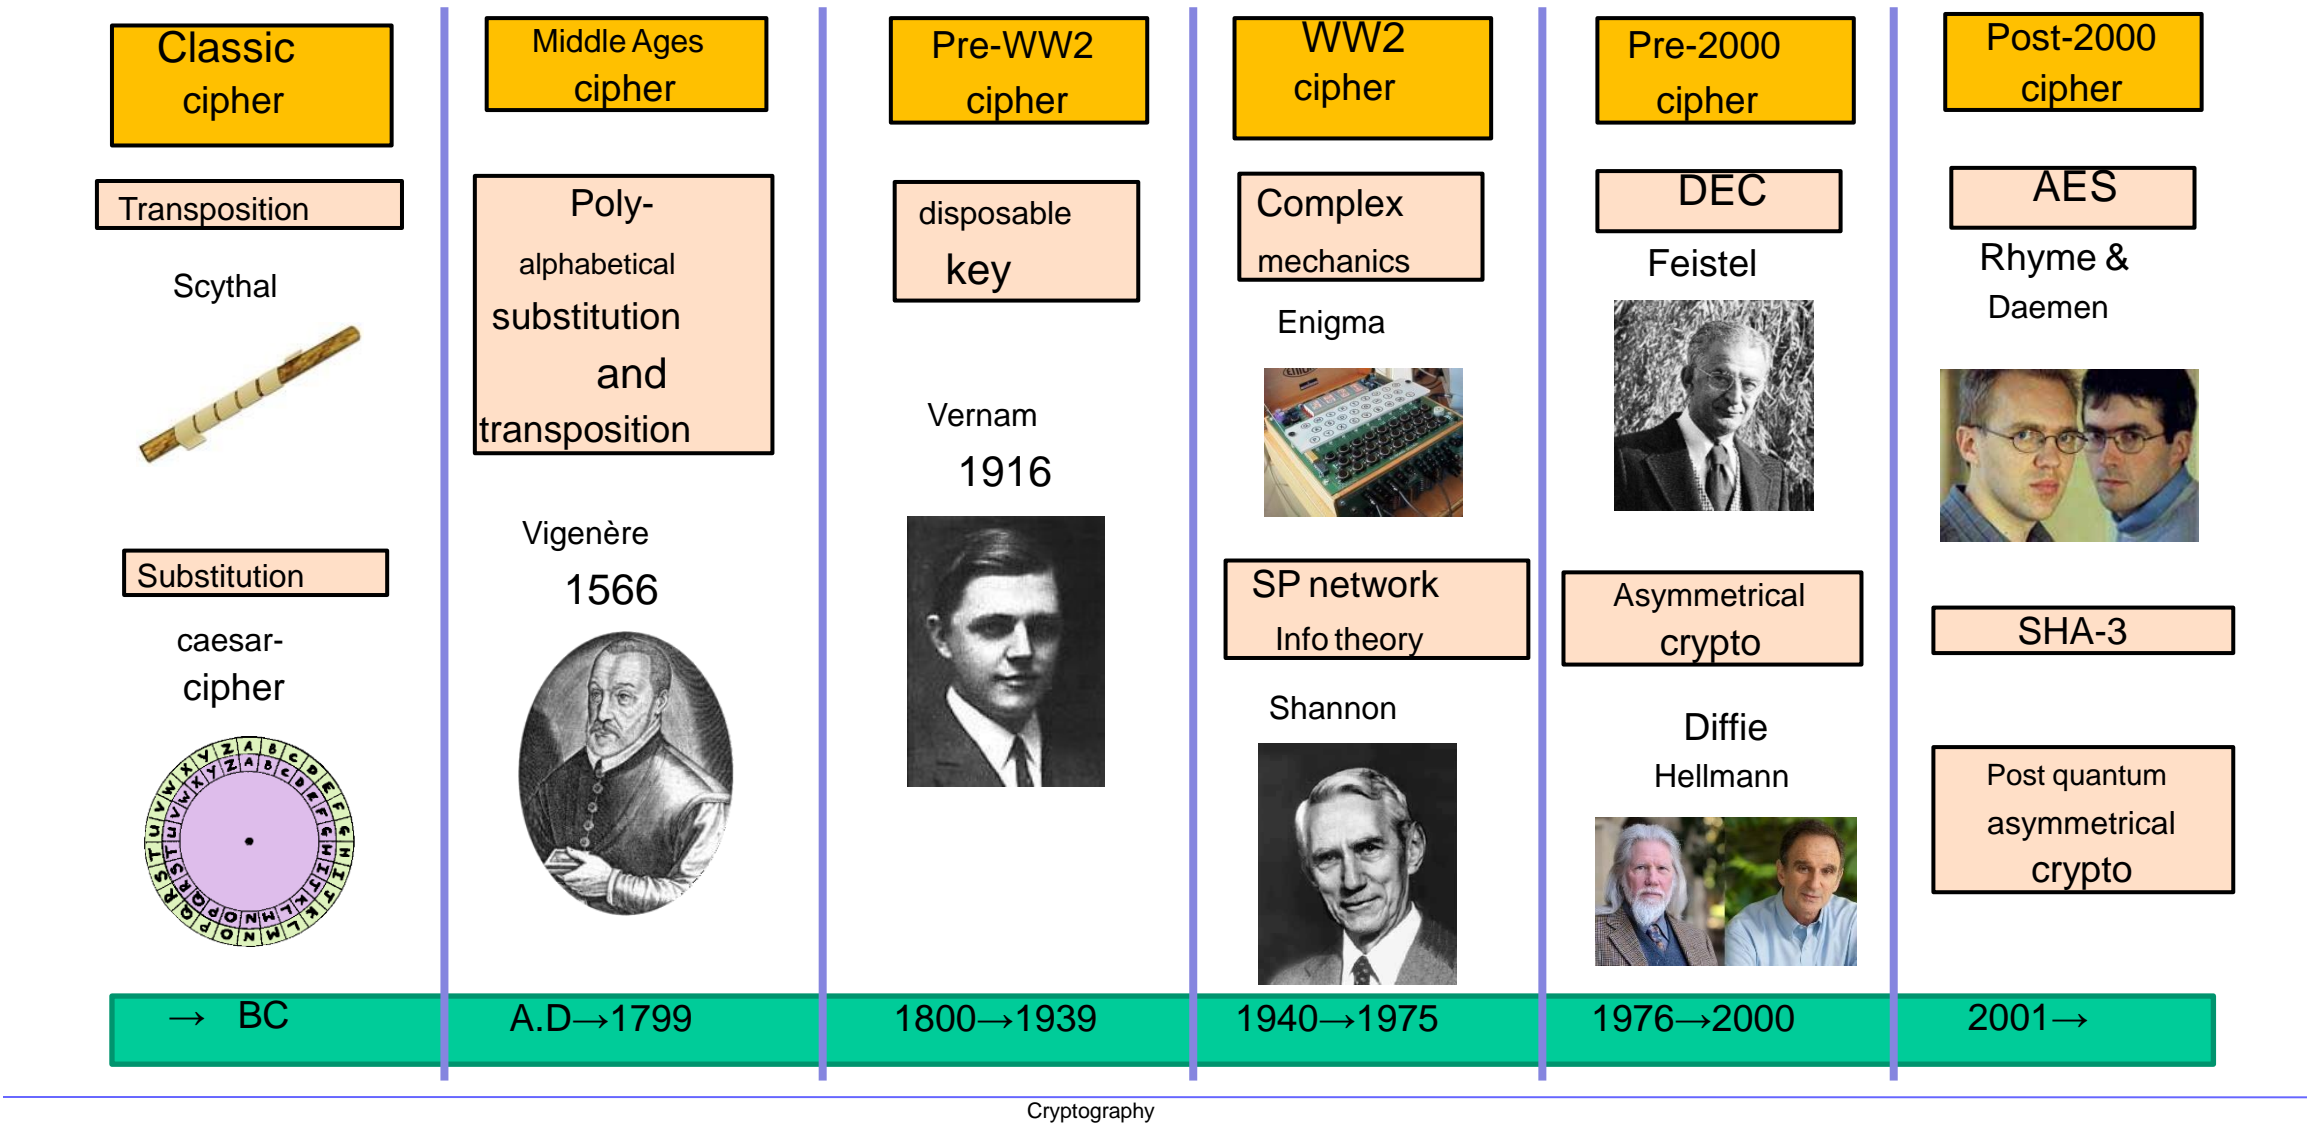 Classic
cipher
Transposition
Scythal
Substitution
caesar-
cipher
→ BC
Middle Ages
cipher
Poly-
alphabetical
substitution
and
transposition
Vigenère
1566
A.D→1799
Pre-WW2
cipher
disposable
key
Vernam
1916
1800→1939
WW2
cipher
Complex
mechanics
Enigma
SP network
Info theory
Shannon
1940→1975
Pre-2000
cipher
DEC
Feistel
Asymmetrical
crypto
Diffie
Hellmann
1976→2000
Post-2000
cipher
AES
Rhyme &
Daemen
SHA-3
Post quantum
asymmetrical
crypto
2001→
Cryptography